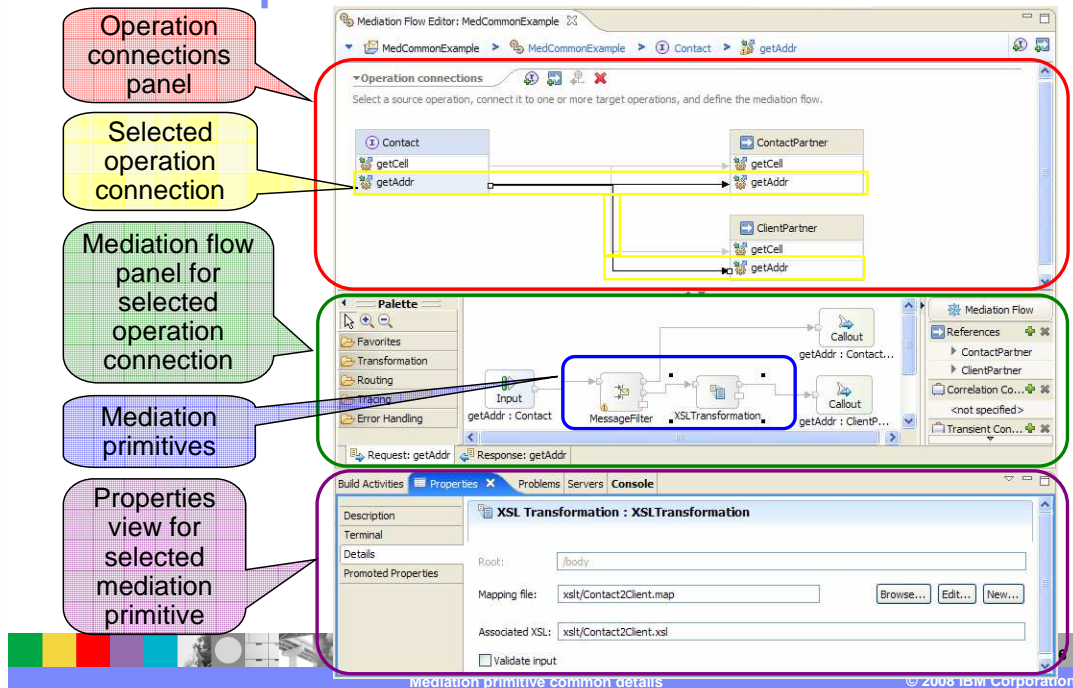 Operation
connections
panel
Selected
operation
connection
Mediation flow
panel for
selected
operation
connection
Mediation
primitives
Properties
view for
selected
mediation
primitive
Mediation Flow Editor: MedCommonExample
MedCommonExample > MedCommonExample > Contact > getAddr
Operation connections
Select a source operation, connect it to one or more target operations, and define the mediation flow.
Contact
getCell
getAddr
ContactPartner
getCell
getAddr
ClientPartner
getCell
getAddr
Palette
Favorites
Transformation
Routing
Tracing
Error Handling
Input
getAddr : Contact
MessageFilter
XSLTransformation
Callout
getAddr : Contact...
Callout
getAddr : ClientP...
Mediation Flow
References
ContactPartner
ClientPartner
Correlation Co...
<not specified>
Transient Con...
Request: getAddr
Response: getAddr
Build Activities
Properties
Problems
Servers
Console
Description
Terminal
Details
Promoted Properties
XSL Transformation : XSLTransformation
Root:
/body
Mapping file:
xslt/Contact2Client.map
Browse...
Edit...
New...
Associated XSL:
xslt/Contact2Client.xsl
Validate input
6
Mediation primitive common details
© 2008 IBM Corporation